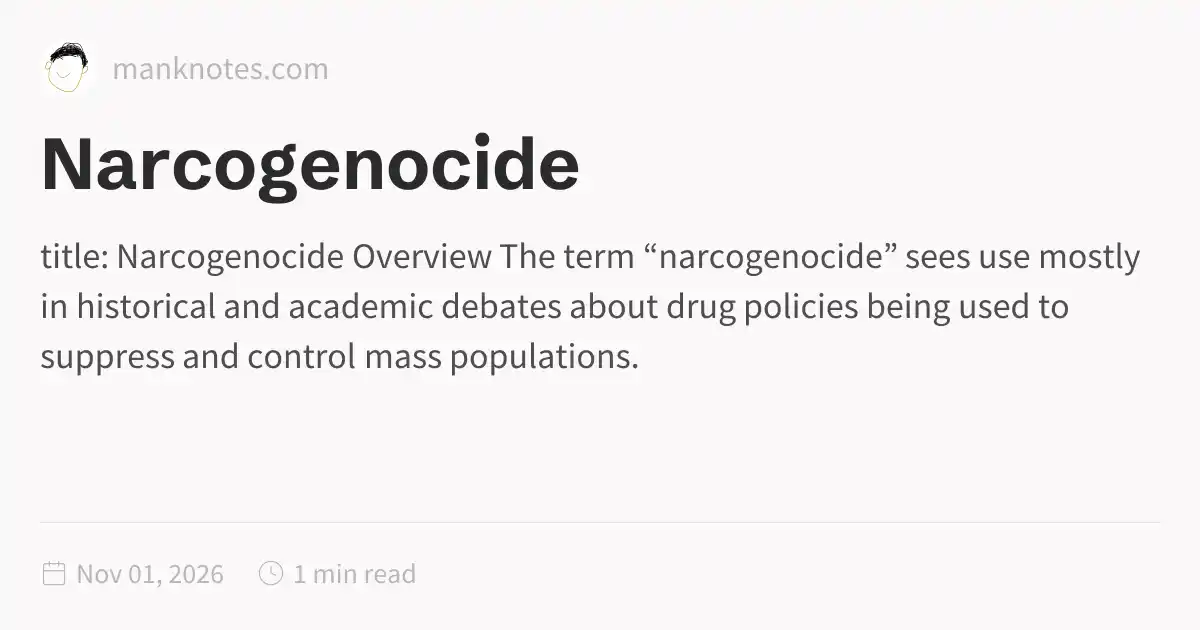 manknotes.com
Narcogenocide
title: Narcogenocide Overview The term “narcogenocide” sees use mostly
in historical and academic debates about drug policies being used to
suppress and control mass populations.
Nov 01, 2026 1 min read